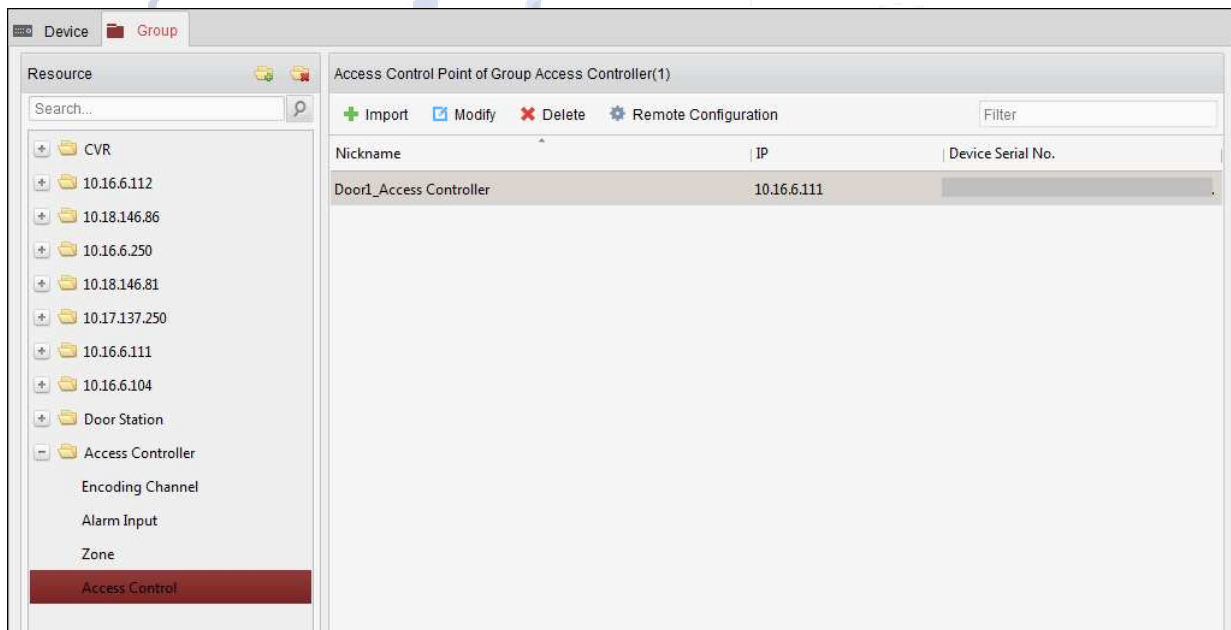 Device Group
Resource
Search...
CVR
10.16.6.112
10.18.146.86
10.16.6.250
10.18.146.81
10.17.137.250
10.16.6.111
10.16.6.104
Door Station
Access Controller
Encoding Channel
Alarm Input
Zone
Access Control
Access Control Point of Group Access Controller(1)
Import Modify Delete Remote Configuration Filter
Nickname IP Device Serial No.
Door1_Access Controller 10.16.6.111